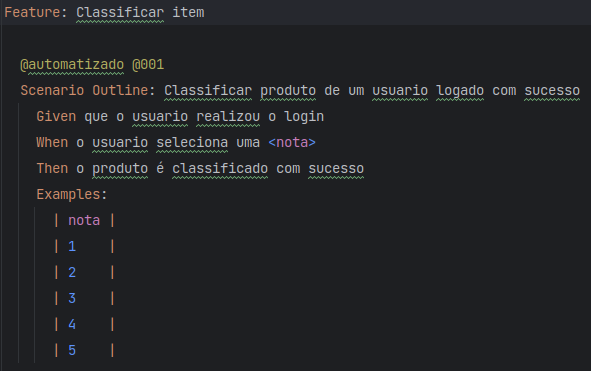 Feature: Classificar item
@automatizado @001
Scenario Outline: Classificar produto de um usuario logado com sucesso
Given que o usuario realizou o login
When o usuario seleciona uma <nota>
Then o produto é classificado com sucesso
Examples:
| nota |
| 1 |
| 2 |
| 3 |
| 4 |
| 5 |